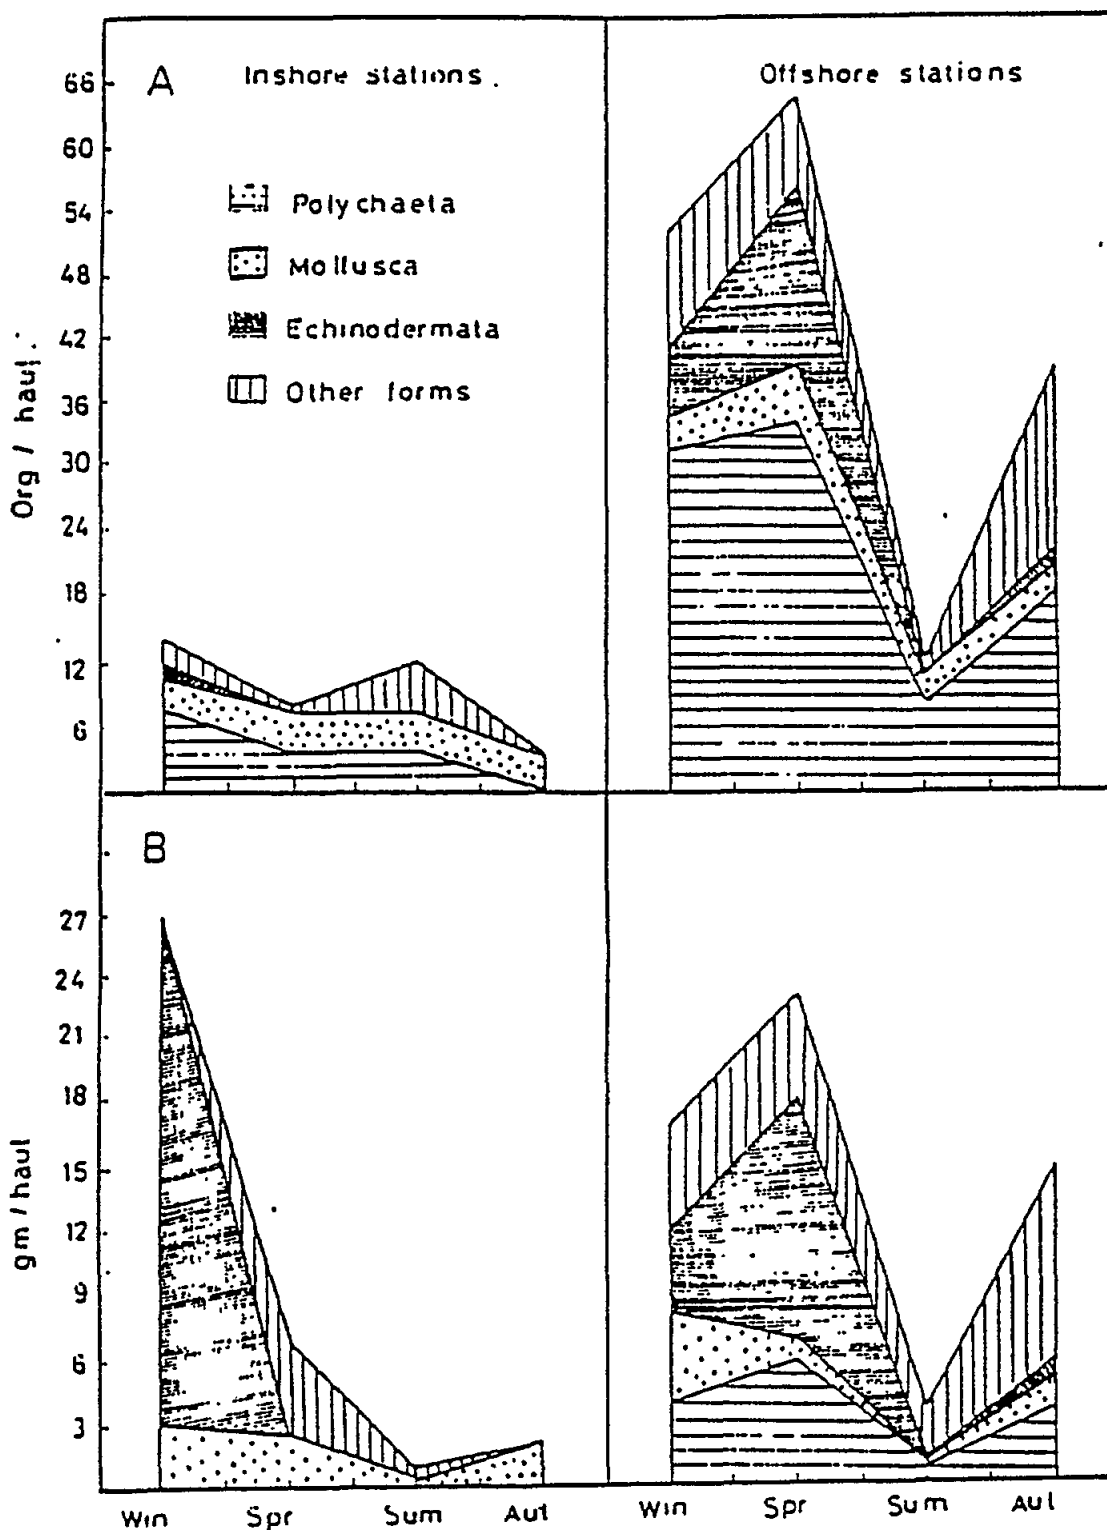 A
Inshore stations.
Offshore stations
66
60
54
48
42
36
30
24
18
12
6
Org / haul.
Polychaeta
Mollusca
Echinodermata
Other forms
B
27
24
21
18
15
12
9
6
3
gm / haul
Win Spr Sum Aut
Win Spr Sum Aut